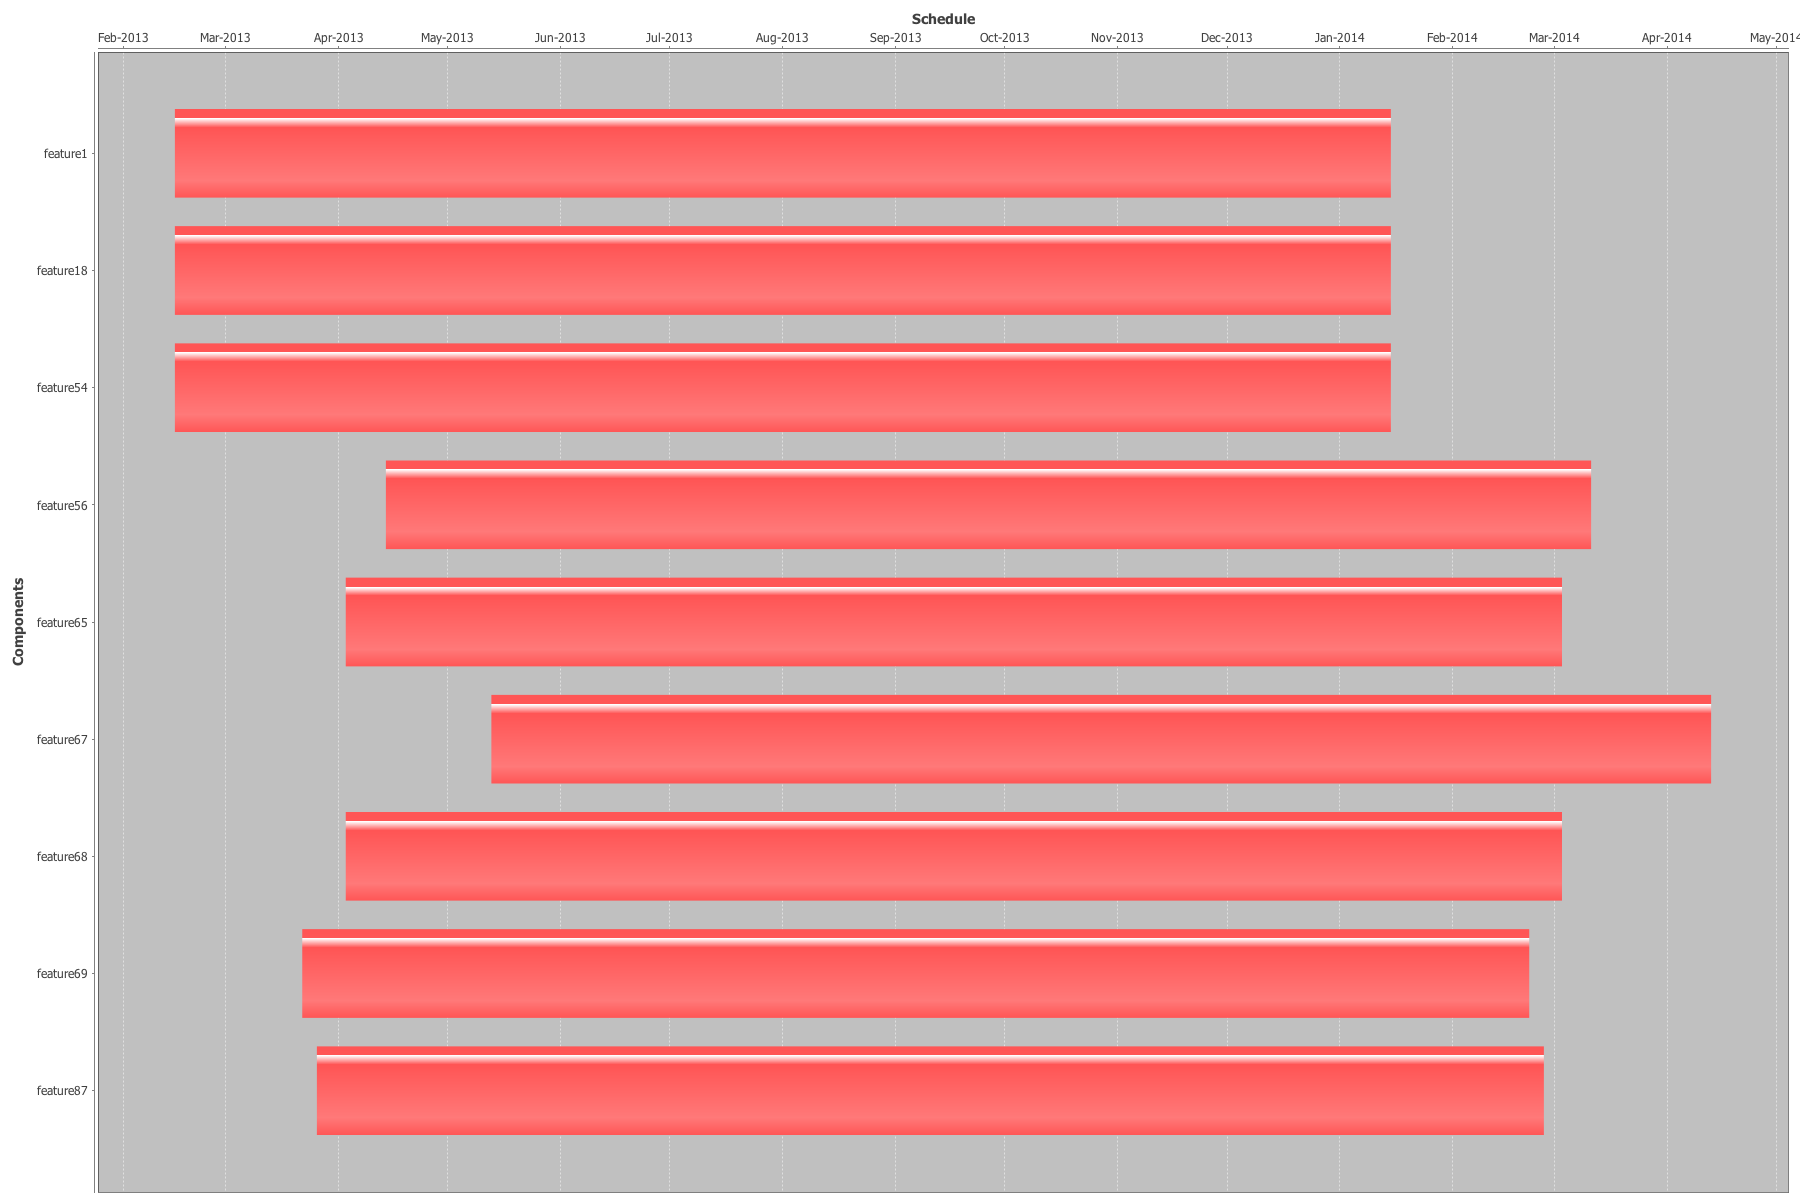 Schedule
Feb-2013 Mar-2013 Apr-2013 May-2013 Jun-2013 Jul-2013 Aug-2013 Sep-2013 Oct-2013 Nov-2013 Dec-2013 Jan-2014 Feb-2014 Mar-2014 Apr-2014 May-2014
Components
feature1
feature18
feature54
feature56
feature65
feature67
feature68
feature69
feature87